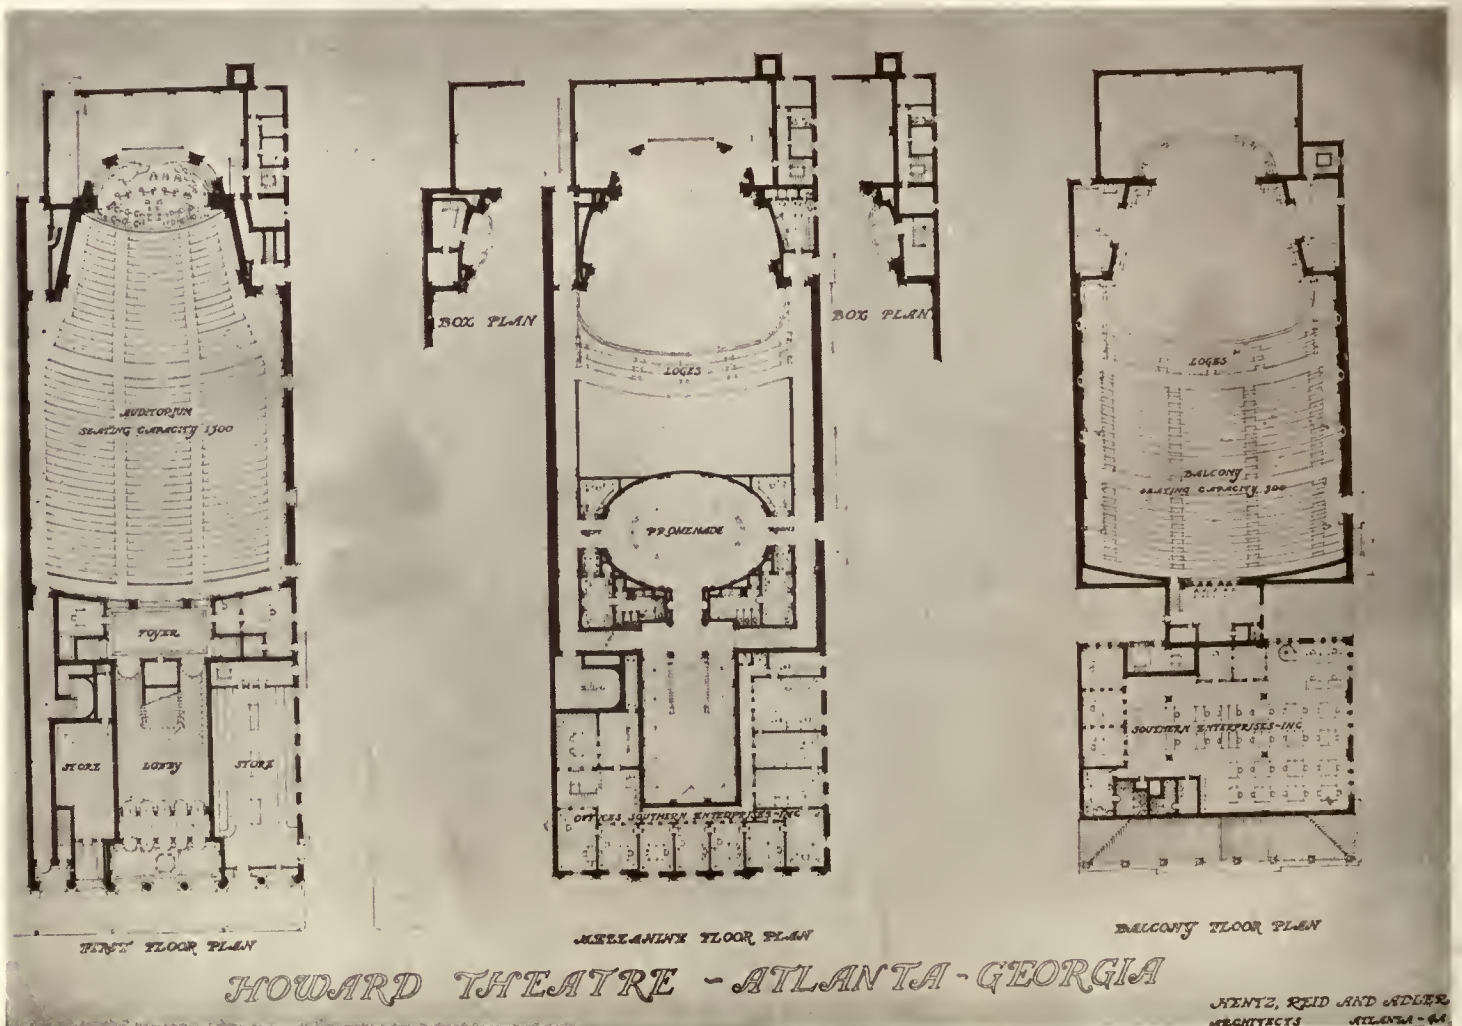 AUDITORIUM
SEATING CAPACITY 1300
FOYER
STORE
LOBBY
STORE
FIRST FLOOR PLAN
BOX PLAN
BOX PLAN
LOGES
REST
PROMENADE
ROOMS
OFFICES SOUTHERN ENTERPRISES-INC
MEZZANINE FLOOR PLAN
LOGES
BALCONY
SEATING CAPACITY
SOUTHERN ENTERPRISES-INC
BALCONY FLOOR PLAN
HOWARD THEATRE - ATLANTA - GEORGIA
HENTZ, REID AND ADLER
ARCHITECTS ATLANTA - GA